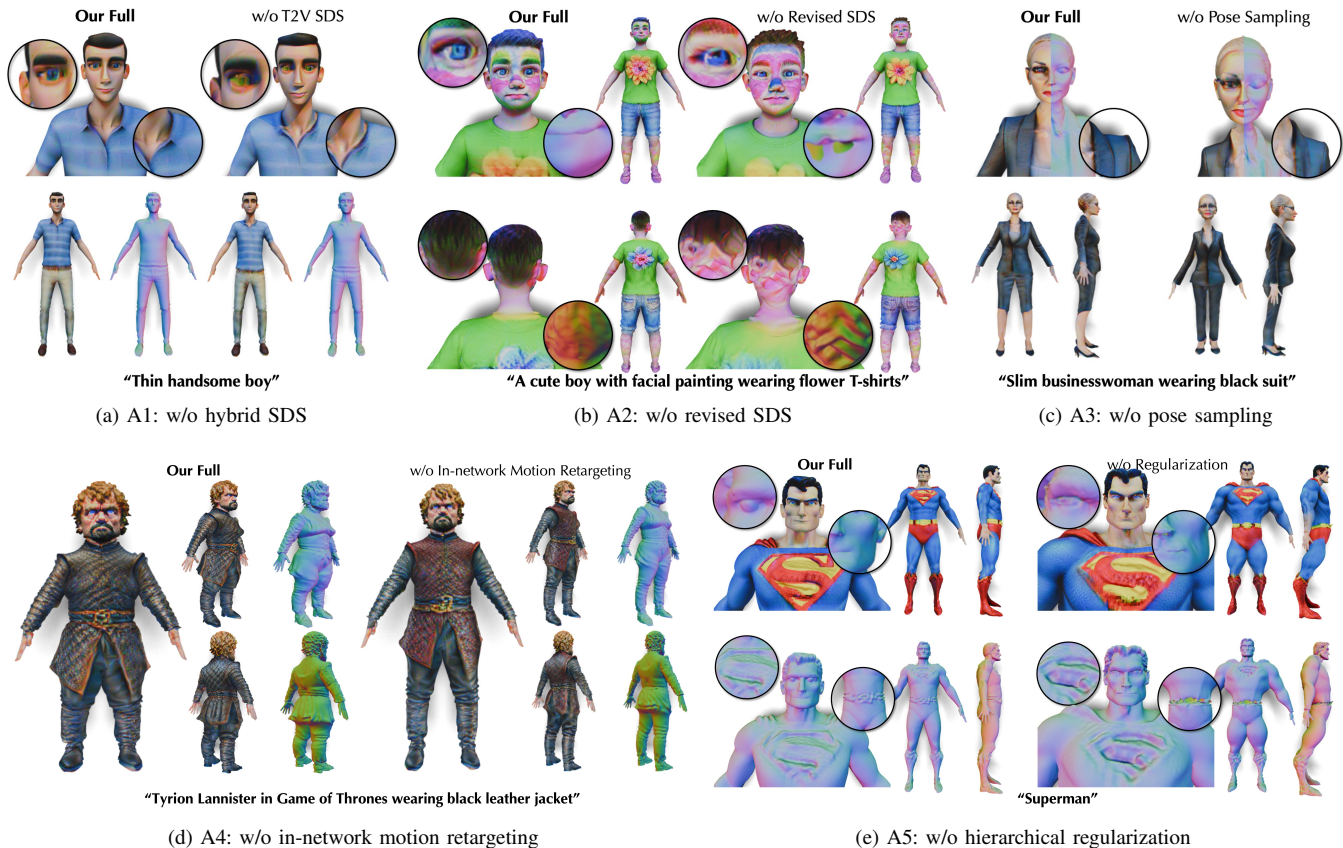 Our Full
w/o T2V SDS
Our Full
w/o Revised SDS
Our Full
w/o Pose Sampling
“Thin handsome boy”
“A cute boy with facial painting wearing flower T-shirts”
“Slim businesswoman wearing black suit”
(a) A1: w/o hybrid SDS
(b) A2: w/o revised SDS
(c) A3: w/o pose sampling
Our Full
w/o In-network Motion Retargeting
Our Full
w/o Regularization
“Tyrion Lannister in Game of Thrones wearing black leather jacket”
“Superman”
(d) A4: w/o in-network motion retargeting
(e) A5: w/o hierarchical regularization